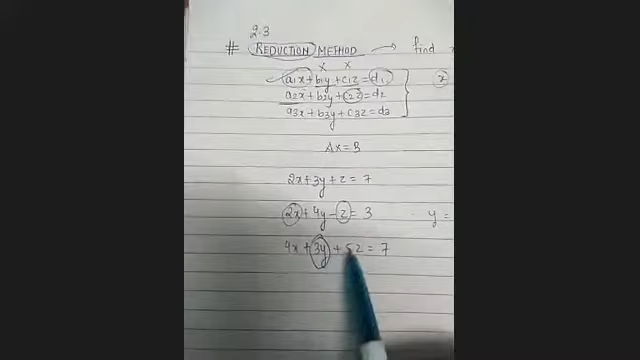 2.3
# REDUCTION METHOD → find
x x
a1x + b1y + c1z = d1
a2x + b2y + c2z = d2
a3x + b3y + c3z = d3
x
Ax = B
2x + 3y + z = 7
2x + 4y - z = 3
y =
4x + 3y + 5z = 7